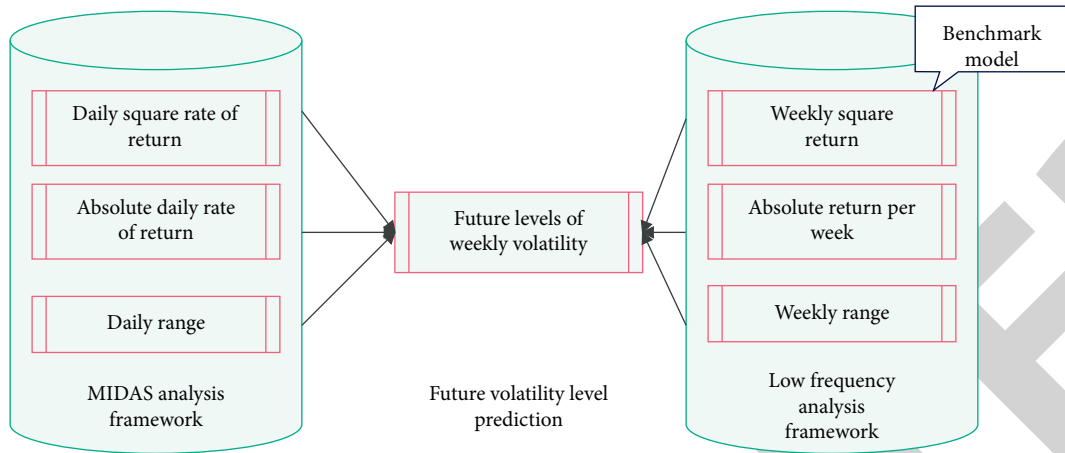 Daily square rate of
return
Absolute daily rate
of return
Daily range
MIDAS analysis
framework
Future levels of
weekly volatility
Future volatility level
prediction
Benchmark
model
Weekly square
return
Absolute return per
week
Weekly range
Low frequency
analysis
framework